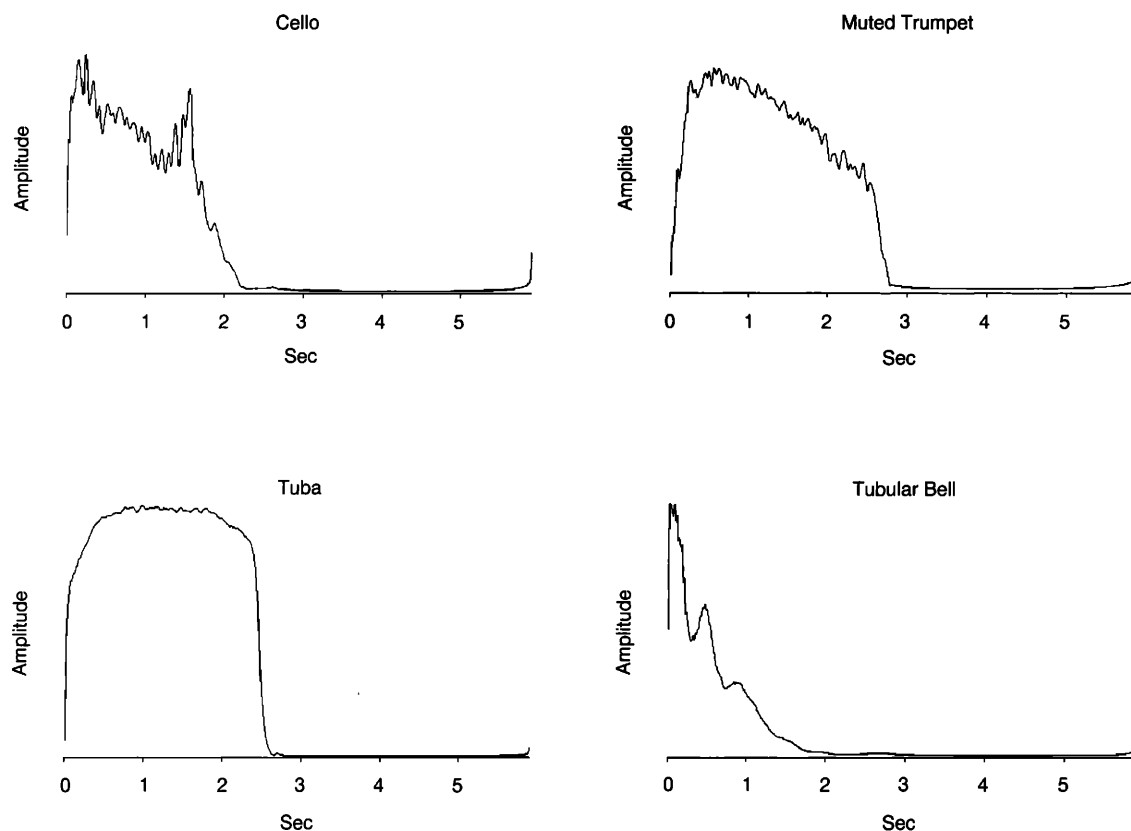 Cello
Amplitude
0 1 2 3 4 5
Sec
Muted Trumpet
Amplitude
0 1 2 3 4 5
Sec
Tuba
Amplitude
0 1 2 3 4 5
Sec
Tubular Bell
Amplitude
0 1 2 3 4 5
Sec